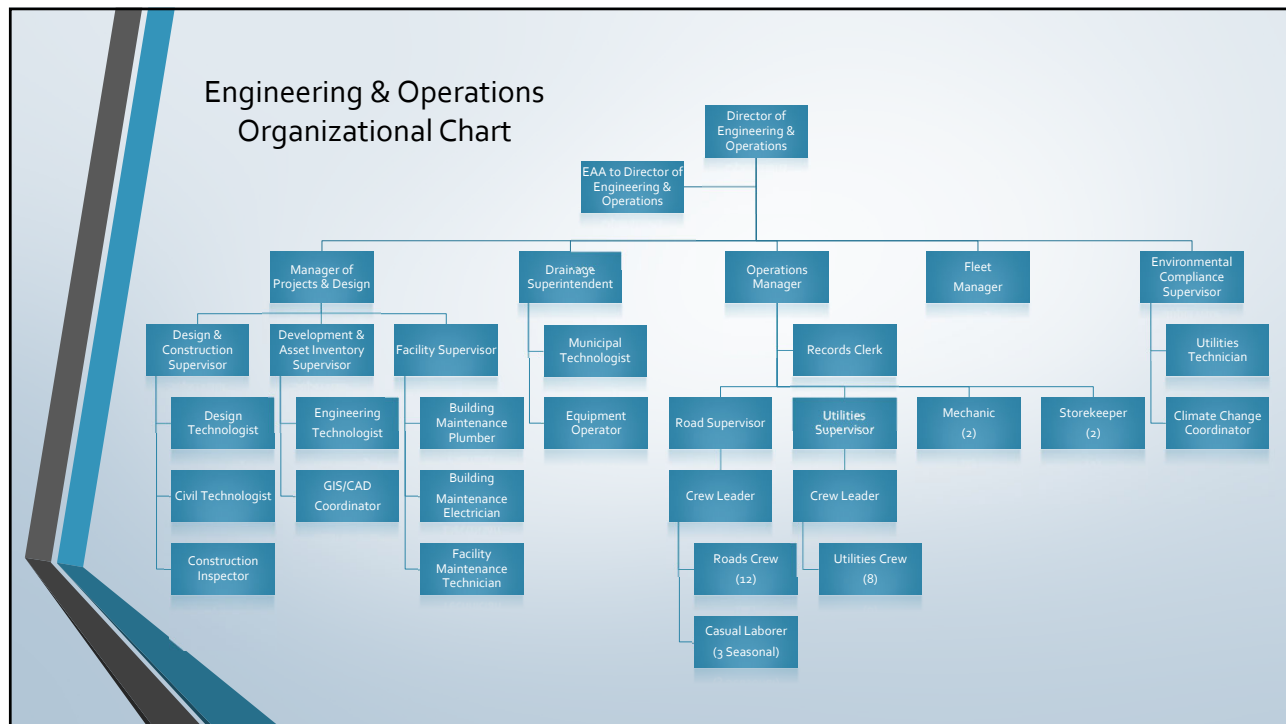 Engineering & Operations
Organizational Chart
Director of
Engineering &
Operations
EAA to Director of
Engineering &
Operations
Manager of
Projects & Design
Drainage
Superintendent
Operations
Manager
Fleet
Manager
Environmental
Compliance
Supervisor
Design &
Construction
Supervisor
Development &
Asset Inventory
Supervisor
Facility Supervisor
Municipal
Technologist
Records Clerk
Utilities
Technician
Design
Technologist
Engineering
Technologist
Building
Maintenance
Plumber
Equipment
Operator
Road Supervisor
Utilities
Supervisor
Mechanic
(2)
Storekeeper
(2)
Climate Change
Coordinator
Civil Technologist
GIS/CAD
Coordinator
Building
Maintenance
Electrician
Crew Leader
Crew Leader
Construction
Inspector
Facility
Maintenance
Technician
Roads Crew
(12)
Utilities Crew
(8)
Casual Laborer
(3 Seasonal)